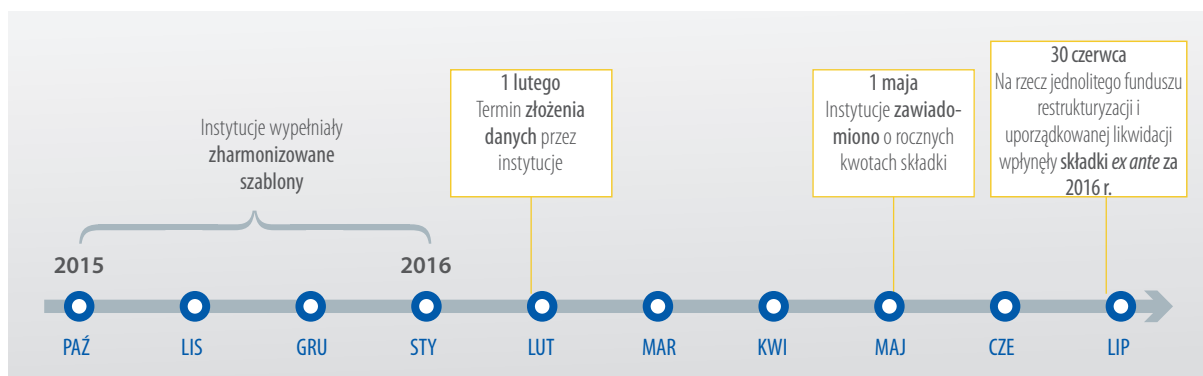 Instytucje wypełniały
zharmonizowane
szablony
1 lutego
Termin złożenia
danych przez
instytucje
1 maja
Instytucje zawiado-
miono o rocznych
kwotach składki
30 czerwca
Na rzecz jednolitego funduszu
restrukturyzacji i
uporządkowanej likwidacji
wpłynęły składki ex ante za
2016 r.
2015
2016
PAŹ
LIS
GRU
STY
LUT
MAR
KWI
MAJ
CZE
LIP